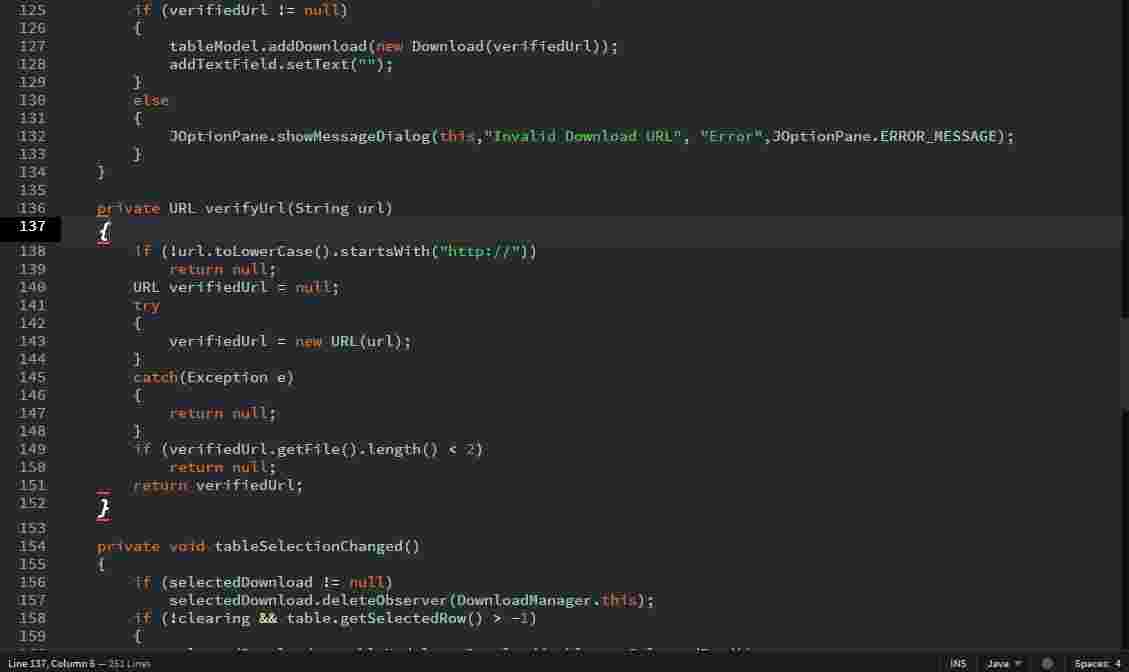 125         if (verifiedUrl != null)
126         {
127             tableModel.addDownload(new Download(verifiedUrl));
128             addTextField.setText("");
129         }
130         else
131         {
132             JOptionPane.showMessageDialog(this,"Invalid Download URL", "Error",JOptionPane.ERROR_MESSAGE);
133         }
134     }
135
136     private URL verifyUrl(String url)
137     {
138         if (!url.toLowerCase().startsWith("http://"))
139             return null;
140         URL verifiedUrl = null;
141         try
142         {
143             verifiedUrl = new URL(url);
144         }
145         catch(Exception e)
146         {
147             return null;
148         }
149         if (verifiedUrl.getFile().length() < 2)
150             return null;
151         return verifiedUrl;
152     }
153
154     private void tableSelectionChanged()
155     {
156         if (selectedDownload != null)
157             selectedDownload.deleteObserver(DownloadManager.this);
158         if (!clearing && table.getSelectedRow() > -1)
159         {
Line 137, Column 6 — 251 Lines INS Java Spaces: 4